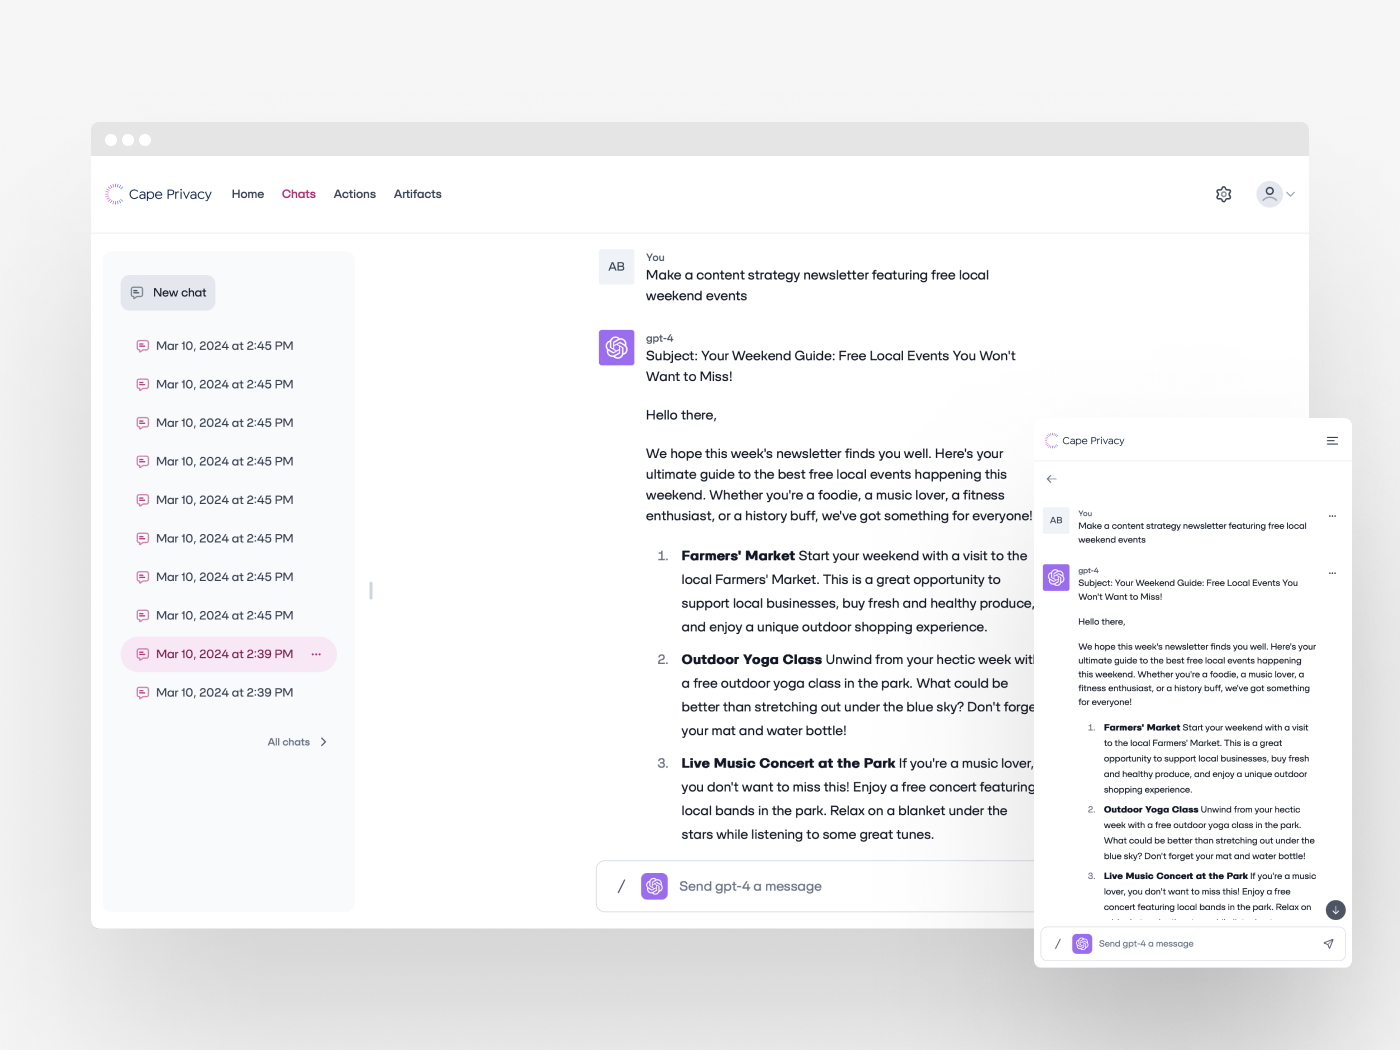 Cape Privacy
Home
Chats
Actions
Artifacts
New chat
Mar 10, 2024 at 2:45 PM
Mar 10, 2024 at 2:45 PM
Mar 10, 2024 at 2:45 PM
Mar 10, 2024 at 2:45 PM
Mar 10, 2024 at 2:45 PM
Mar 10, 2024 at 2:45 PM
Mar 10, 2024 at 2:45 PM
Mar 10, 2024 at 2:45 PM
Mar 10, 2024 at 2:39 PM
Mar 10, 2024 at 2:39 PM
All chats
AB
You
Make a content strategy newsletter featuring free local
weekend events
gpt-4
Subject: Your Weekend Guide: Free Local Events You Won't
Want to Miss!
Hello there,
We hope this week's newsletter finds you well. Here's your
ultimate guide to the best free local events happening this
weekend. Whether you're a foodie, a music lover, a fitness
enthusiast, or a history buff, we've got something for everyone!
1. Farmers' Market Start your weekend with a visit to the
local Farmers' Market. This is a great opportunity to
support local businesses, buy fresh and healthy produce,
and enjoy a unique outdoor shopping experience.
2. Outdoor Yoga Class Unwind from your hectic week with
a free outdoor yoga class in the park. What could be
better than stretching out under the blue sky? Don't forge
your mat and water bottle!
3. Live Music Concert at the Park If you're a music lover,
you don't want to miss this! Enjoy a free concert featuring
local bands in the park. Relax on a blanket under the
stars while listening to some great tunes.
/ Send gpt-4 a message
Cape Privacy
AB
You
Make a content strategy newsletter featuring free local
weekend events
gpt-4
Subject: Your Weekend Guide: Free Local Events You
Won't Want to Miss!
Hello there,
We hope this week's newsletter finds you well. Here's your
ultimate guide to the best free local events happening
this weekend. Whether you're a foodie, a music lover, a
fitness enthusiast, or a history buff, we've got something
for everyone!
1. Farmers' Market Start your weekend with a visit
to the local Farmers' Market. This is a great
opportunity to support local businesses, buy fresh
and healthy produce, and enjoy a unique outdoor
shopping experience.
2. Outdoor Yoga Class Unwind from your hectic
week with a free outdoor yoga class in the park.
What could be better than stretching out under the
blue sky? Don't forget your mat and water bottle!
3. Live Music Concert at the Park If you're a music
lover, you don't want to miss this! Enjoy a free
concert featuring local bands in the park. Relax on
/ Send gpt-4 a message